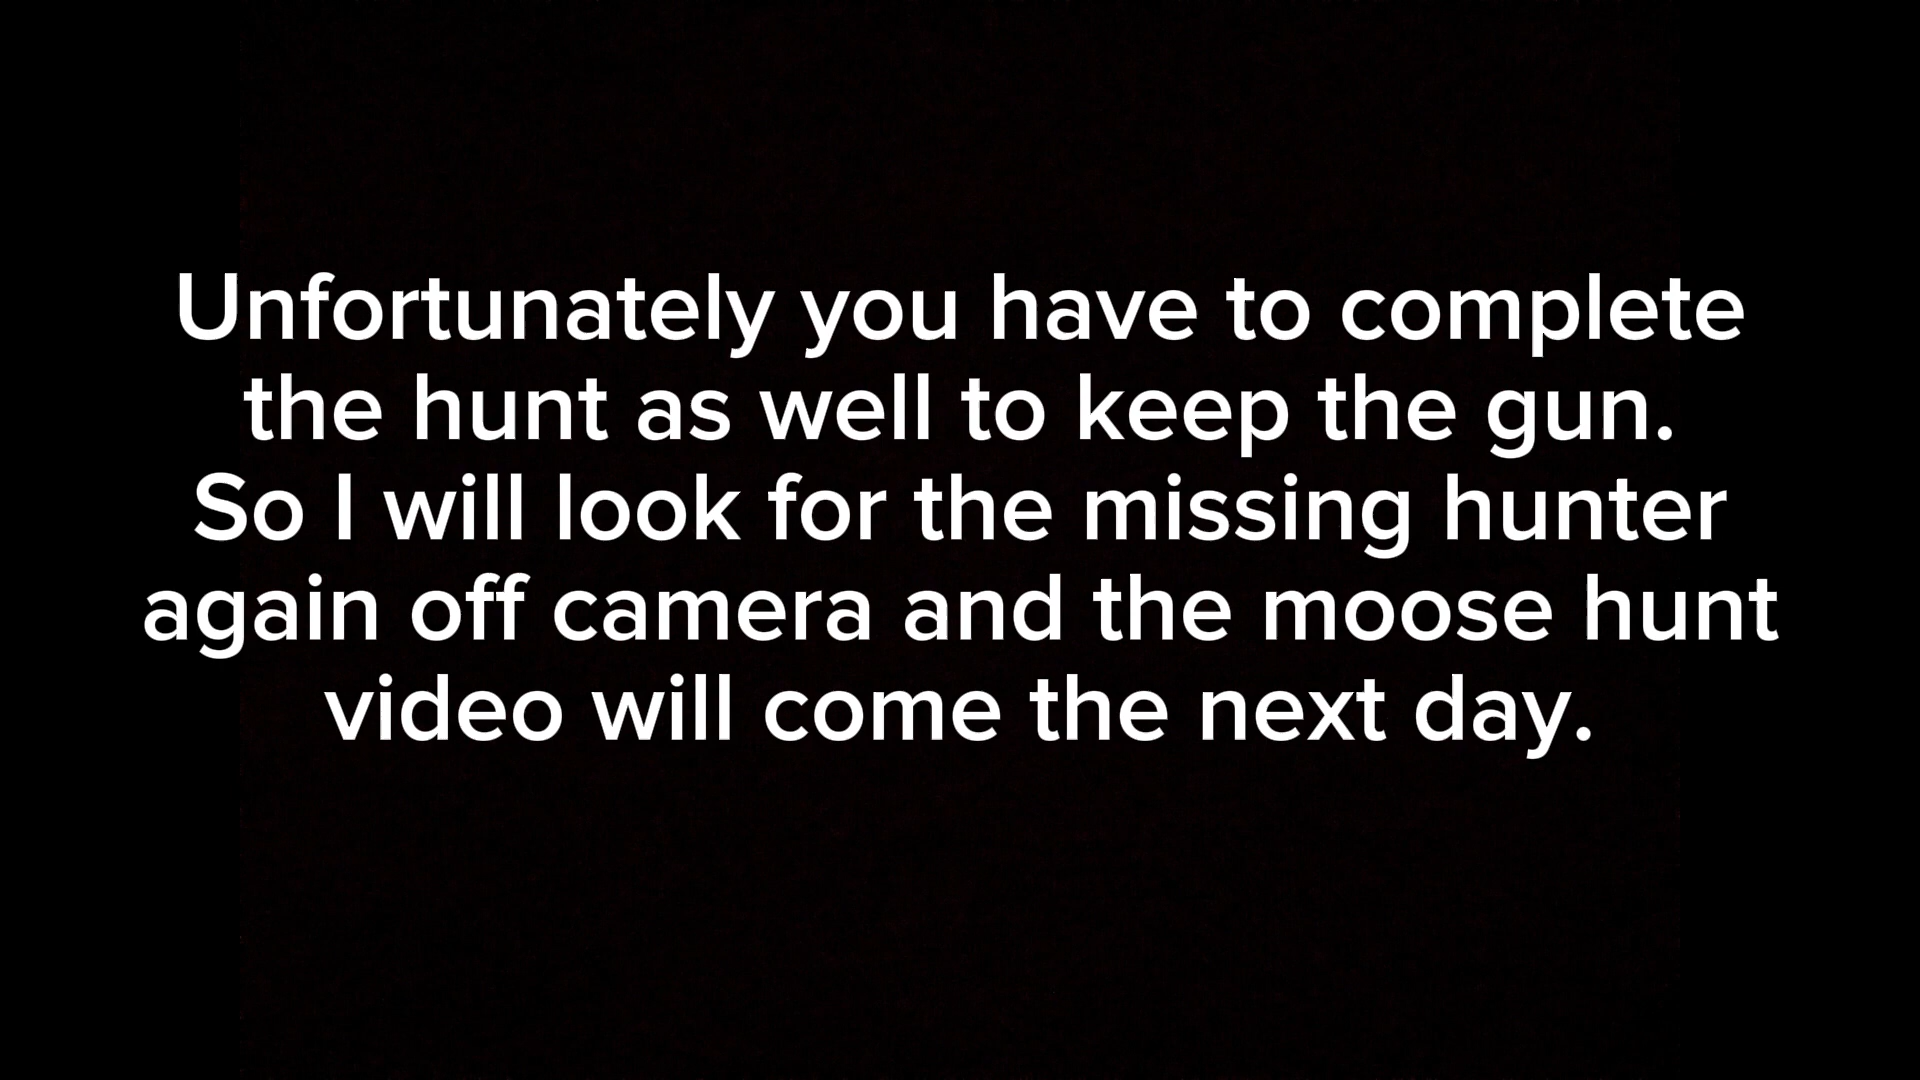 Unfortunately you have to complete
the hunt as well to keep the gun.
So I will look for the missing hunter
again off camera and the moose hunt
video will come the next day.